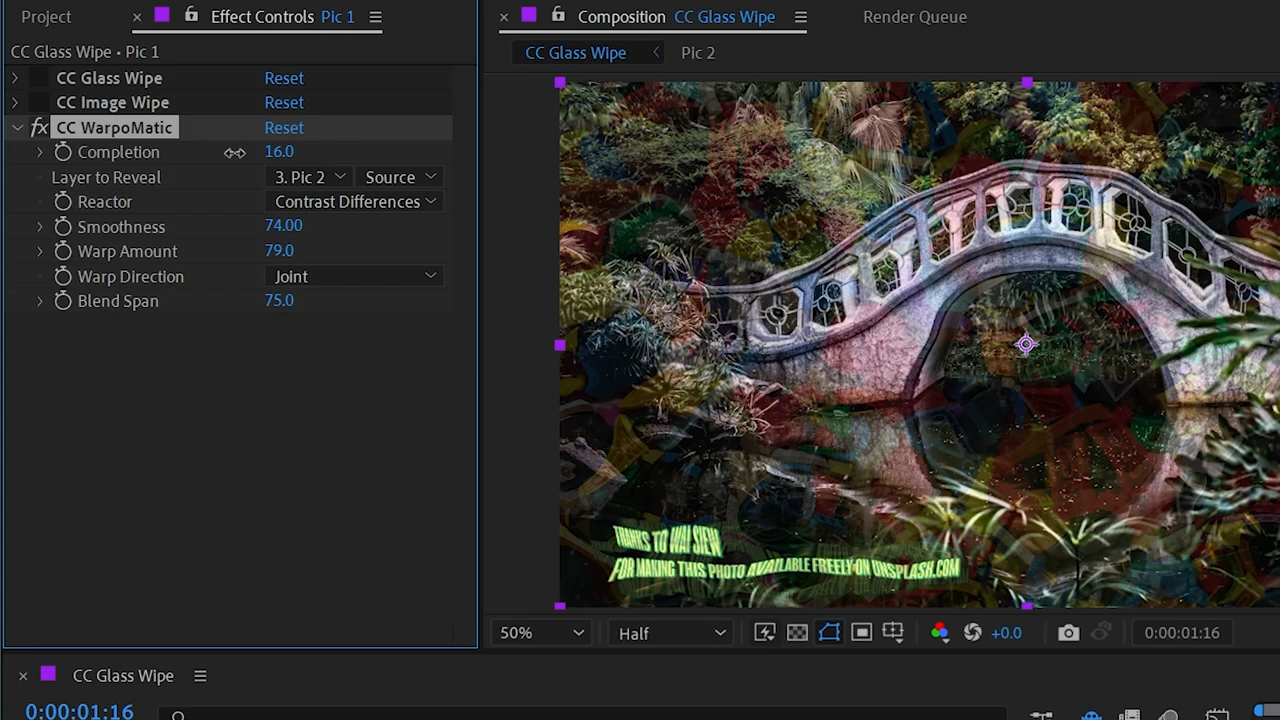 Project
Effect Controls Pic 1
CC Glass Wipe • Pic 1
CC Glass Wipe Reset
CC Image Wipe Reset
fx CC WarpoMatic Reset
Completion 16.0
Layer to Reveal 3. Pic 2 Source
Reactor Contrast Differences
Smoothness 74.00
Warp Amount 79.0
Warp Direction Joint
Blend Span 75.0
Composition CC Glass Wipe
Render Queue
CC Glass Wipe Pic 2
THANKS TO WAI SIEW
FOR MAKING THIS PHOTO AVAILABLE FREELY ON UNSPLASH.COM
50% Half +0.0 0:00:01:16
CC Glass Wipe
0:00:01:16